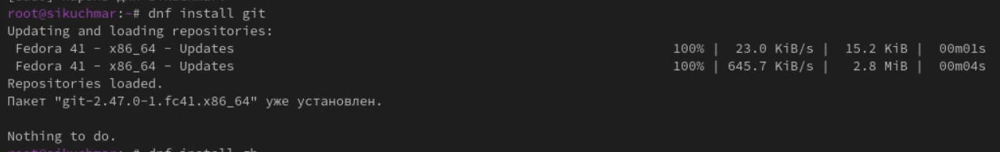 root@sikuchmar:~# dnf install git
Updating and loading repositories:
Fedora 41 - x86_64 - Updates 100% | 23.0 KiB/s | 15.2 KiB | 00m01s
Fedora 41 - x86_64 - Updates 100% | 645.7 KiB/s | 2.8 MiB | 00m04s
Repositories loaded.
Пакет "git-2.47.0-1.fc41.x86_64" уже установлен.
Nothing to do.
root@sikuchmar:~# dnf install gh